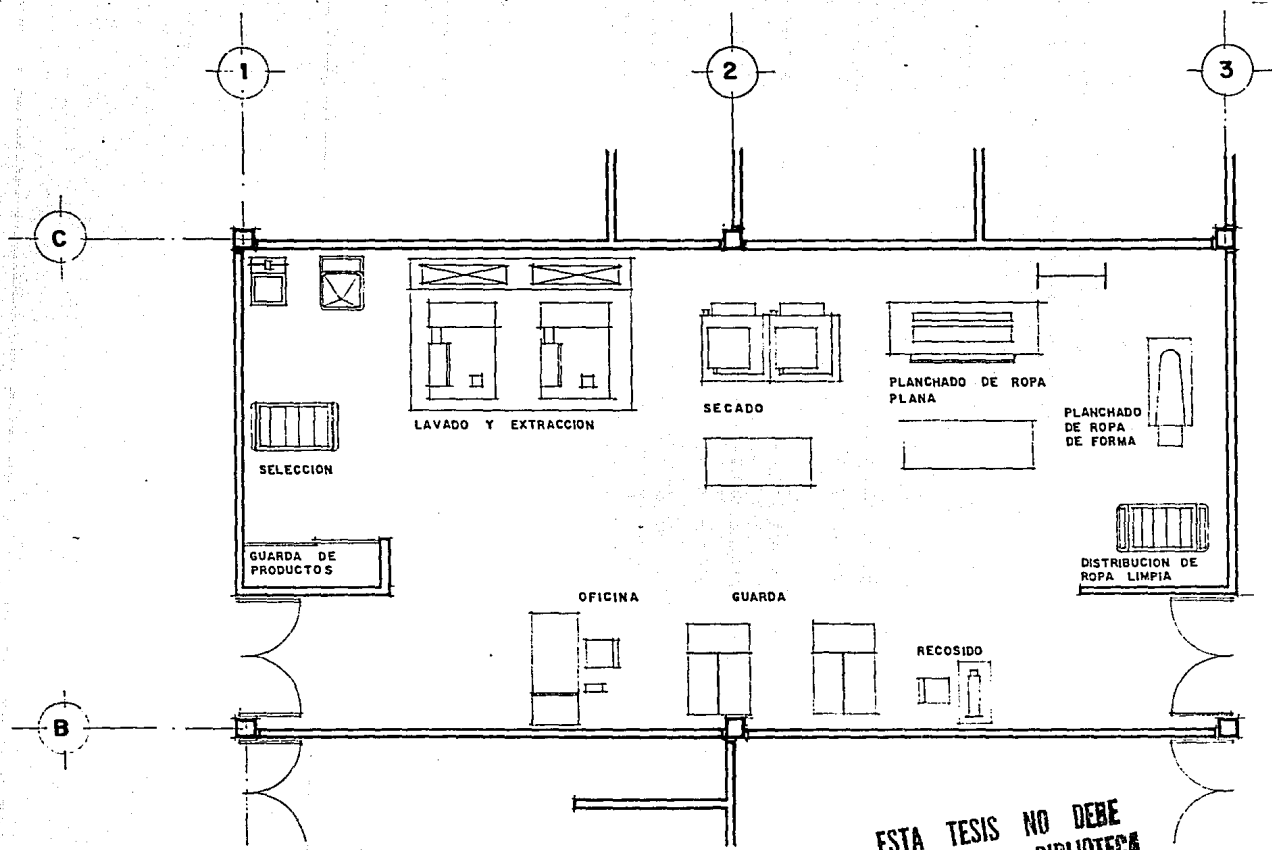 1
2
3
C
PLANCHADO DE ROPA
PLANA
SECADO
PLANCHADO
DE ROPA
DE FORMA
LAVADO Y EXTRACCION
SELECCION
GUARDA DE
PRODUCTOS
DISTRIBUCION DE
ROPA LIMPIA
OFICINA
GUARDA
RECOSIDO
B
ESTA TESIS NO DEBE
BIBLIOTECA